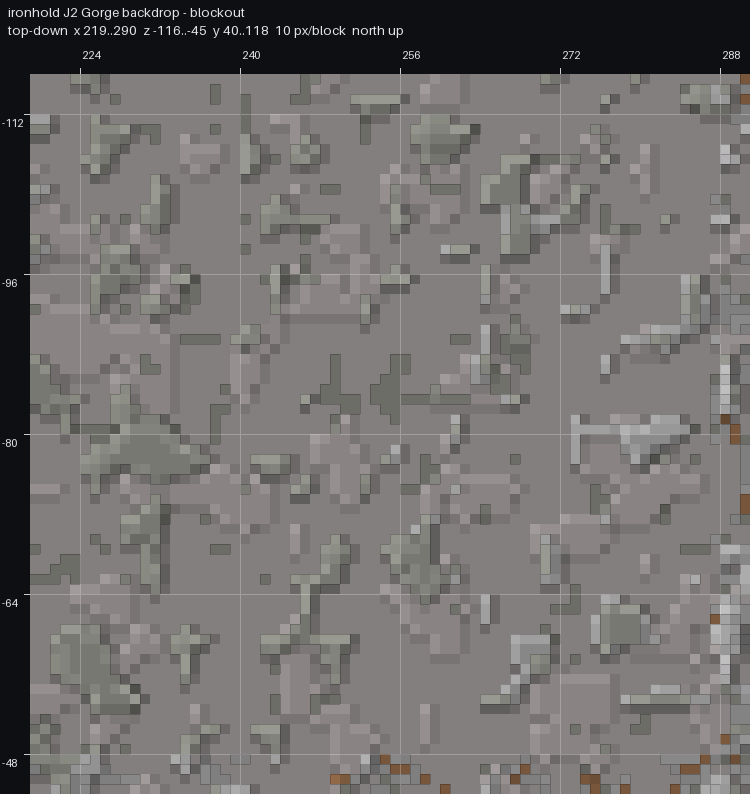 ironhold J2 Gorge backdrop - blockout
top-down x 219..290 z -116..-45 y 40..118 10 px/block north up
224 240 256 272 288
-112
-96
-80
-64
-48